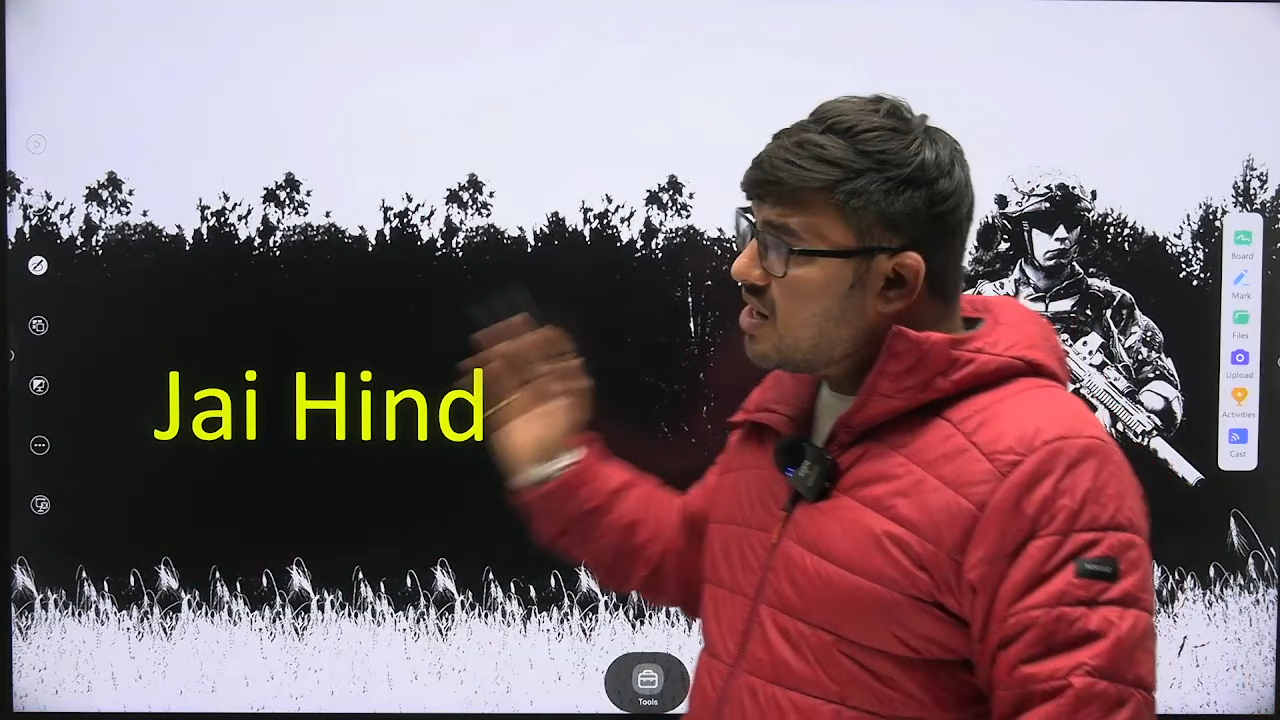 Jai Hind
Board
Mark
Files
Upload
Activities
Cast
Tools